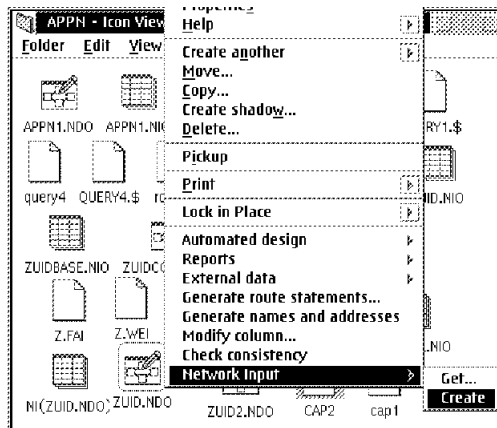 APPN - Icon View
Properties
Folder Edit View
Help
Create another
Move...
Copy...
Create shadow...
Delete...
Pickup
Print
Lock in Place
Automated design
Reports
External data
Generate route statements...
Generate names and addresses
Modify column...
Check consistency
Network Input
Get...
Create
APPN1.NDO APPN1.NIO
RY1.$
query4 QUERY4.$
ID.NIO
ZUIDBASE.NIO ZUIDCO
Z.FAI Z.WEI
.NIO
NI(ZUID.NDO) ZUID.NDO ZUID2.NDO CAP2 cap1